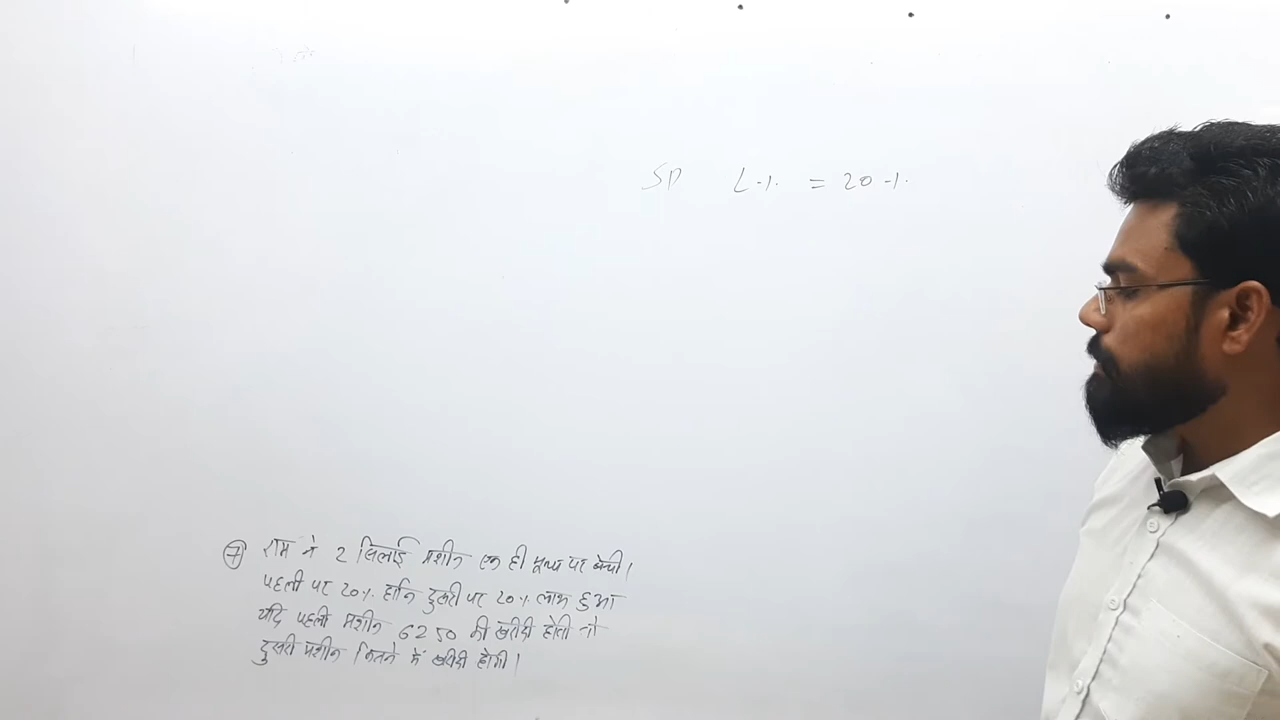 SP L % = 20 %
7 राम ने 2 सिलाई मशीन एक ही मूल्य पर बेची।
पहली पर 20% हानि दुसरी पर 20% लाभ हुआ
यदि पहली मशीन 6250 की खरीदी होती तो
दुसरी मशीन कितने में खरीदी होगी।